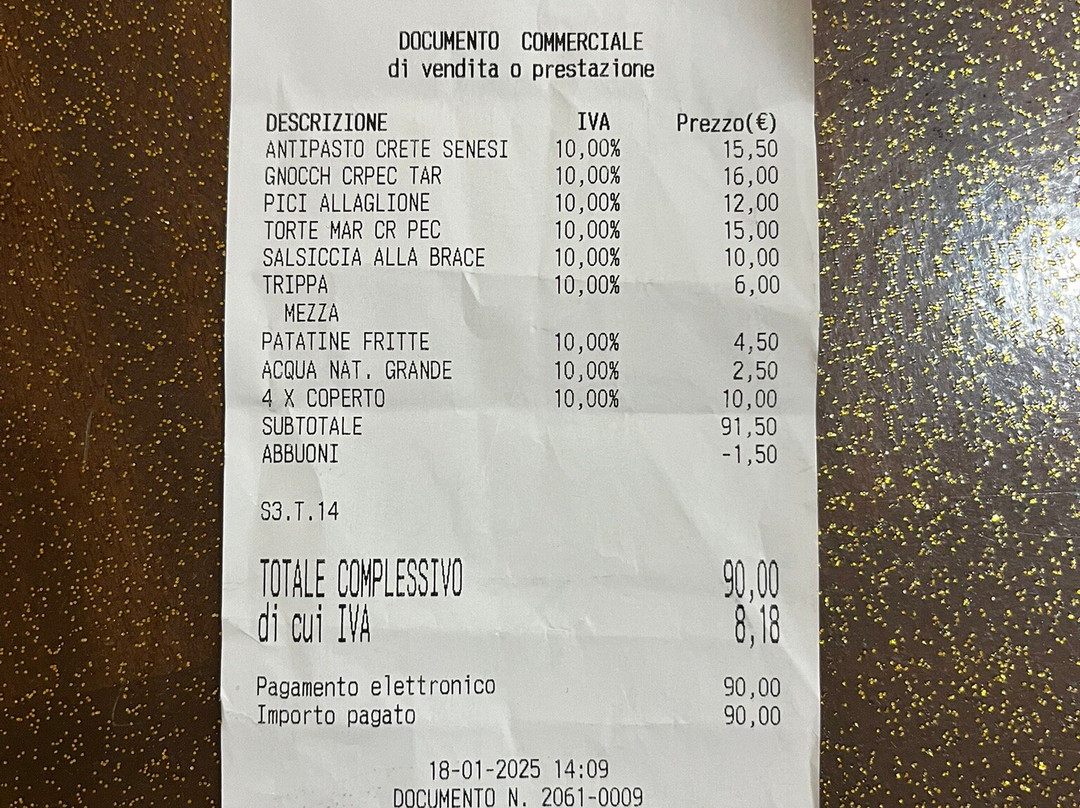 DOCUMENTO COMMERCIALE
di vendita o prestazione
DESCRIZIONE IVA Prezzo(€)
ANTIPASTO CRETE SENESI 10,00% 15,50
GNOCCH CRPEC TAR 10,00% 16,00
PICI ALLAGLIONE 10,00% 12,00
TORTE MAR CR PEC 10,00% 15,00
SALSICCIA ALLA BRACE 10,00% 10,00
TRIPPA 10,00% 6,00
MEZZA
PATATINE FRITTE 10,00% 4,50
ACQUA NAT. GRANDE 10,00% 2,50
4 X COPERTO 10,00% 10,00
SUBTOTALE 91,50
ABBUONI -1,50
S3.T.14
TOTALE COMPLESSIVO 90,00
di cui IVA 8,18
Pagamento elettronico 90,00
Importo pagato 90,00
18-01-2025 14:09
DOCUMENTO N. 2061-0009